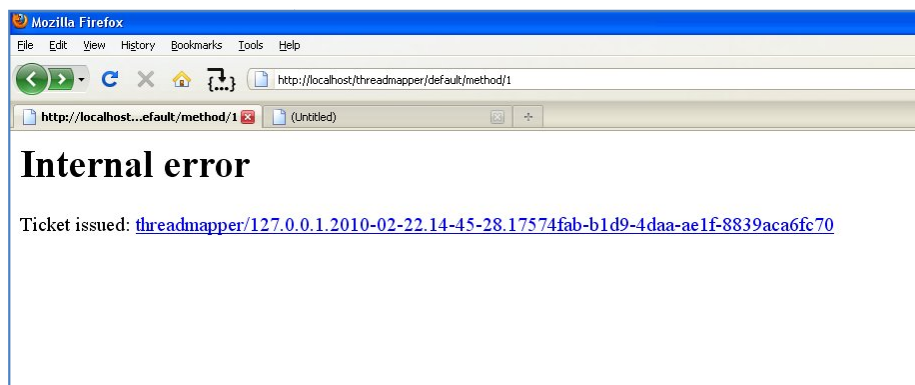 Mozilla Firefox
File Edit View History Bookmarks Tools Help
http://localhost/threadmapper/default/method/1
http://localhost...efault/method/1 (Untitled)
Internal error
Ticket issued: threadmapper/127.0.0.1.2010-02-22.14-45-28.17574fab-b1d9-4daa-ae1f-8839aca6fc70